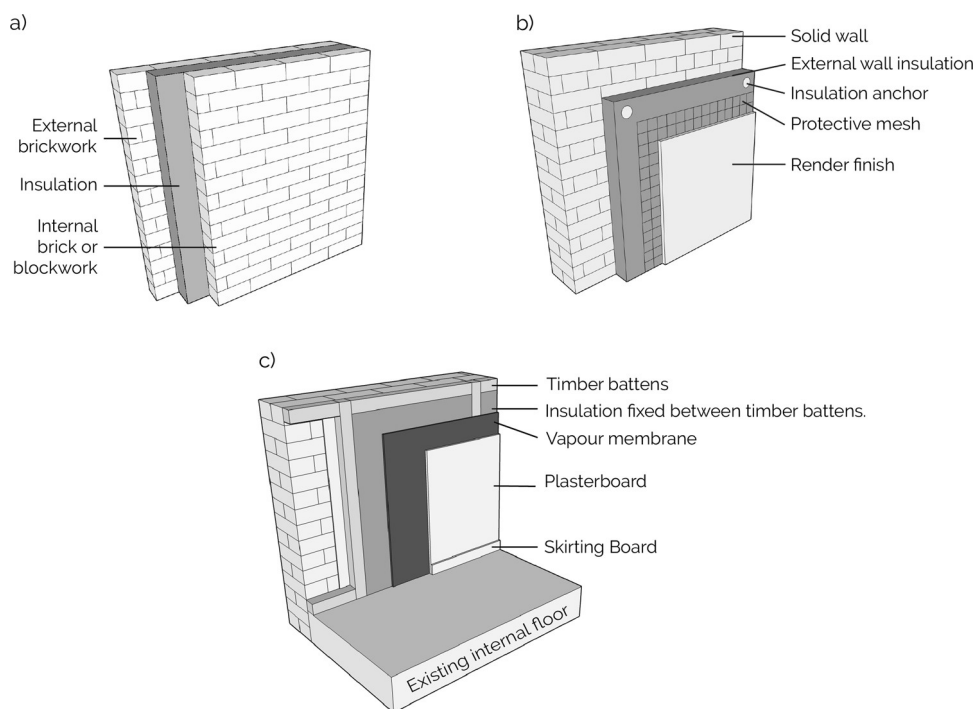 a)
External
brickwork
Insulation
Internal
brick or
blockwork
b)
Solid wall
External wall insulation
Insulation anchor
Protective mesh
Render finish
c)
Timber battens
Insulation fixed between timber battens.
Vapour membrane
Plasterboard
Skirting Board
Existing internal floor